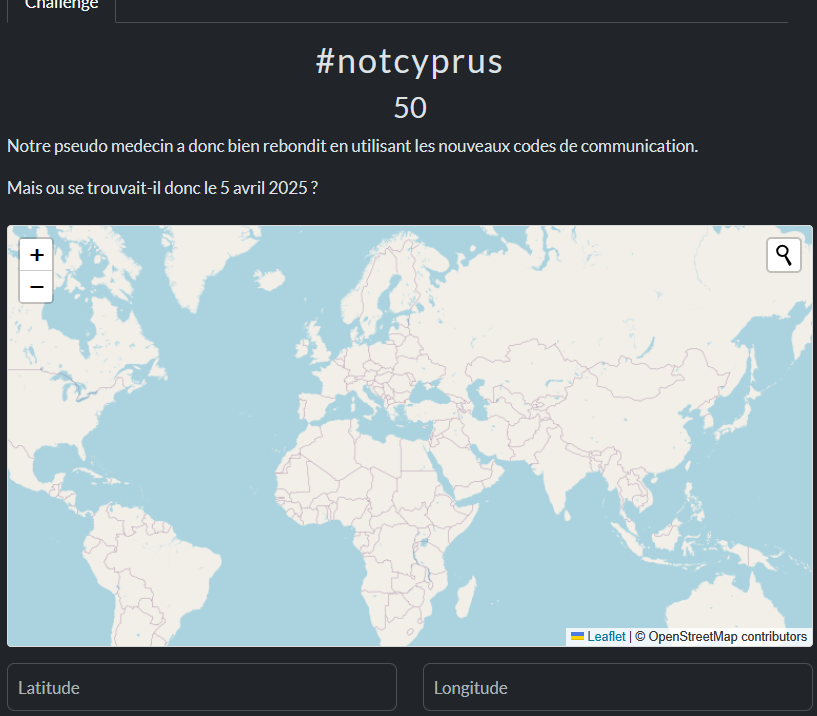 Challenge
#notcyprus
50
Notre pseudo medecin a donc bien rebondit en utilisant les nouveaux codes de communication.
Mais ou se trouvait-il donc le 5 avril 2025 ?
+
−
Leaflet | © OpenStreetMap contributors
Latitude
Longitude